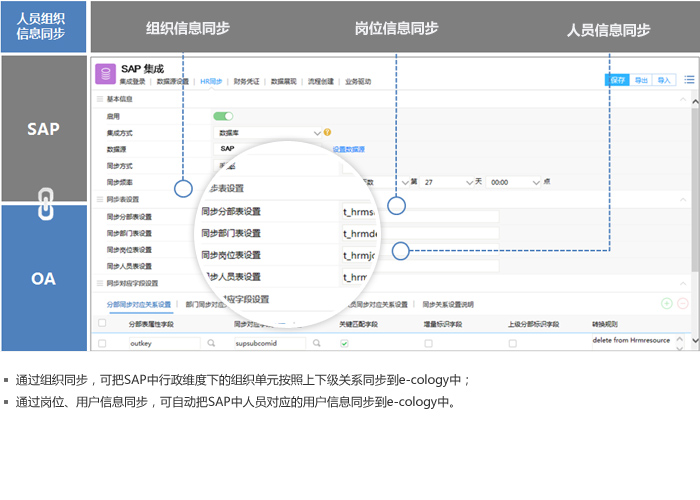 人员组织
信息同步
组织信息同步
岗位信息同步
人员信息同步
SAP
OA
SAP 集成
集成登录 | 数据源设置 | HR同步 | 财务凭证 | 数据展现 | 流程创建 | 业务驱动
保存 导出 导入
基本信息
启用
集成方式 数据库
数据源 SAP 设置数据源
同步方式
同步频率 数 第 27 天 00:00 点
同步表设置
步表设置
同步分部表设置 同步分部表设置 t_hrms
同步部门表设置 同步部门表设置 t_hrmde
同步岗位表设置 同步岗位表设置 t_hrmjo
同步人员表设置 步人员表设置 t_hrm
同步对应字段设置 对应字段设置
分部同步对应关系设置 | 部门同步对应 员同步对应关系设置 | 同步关系设置说明
分部表属性字段 同步对应字 关键匹配字段 增量标识字段 上级分部标识字段 转换规则
outkey supsubcomid delete from Hrmresource
通过组织同步，可把SAP中行政维度下的组织单元按照上下级关系同步到e-cology中；
通过岗位、用户信息同步，可自动把SAP中人员对应的用户信息同步到e-cology中。